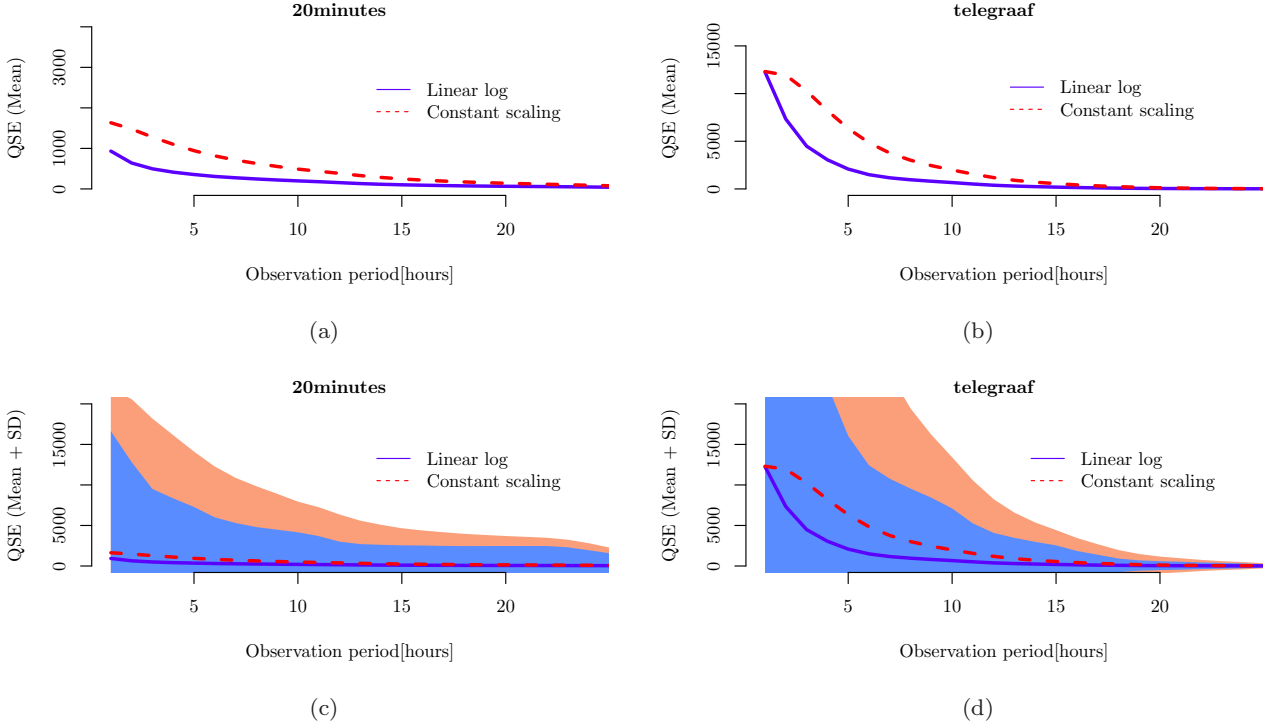 20minutes
QSE (Mean)
0 1000 3000
Linear log
Constant scaling
5 10 15 20
Observation period[hours]
(a)
telegraaf
QSE (Mean)
0 5000 15000
Linear log
Constant scaling
5 10 15 20
Observation period[hours]
(b)
20minutes
QSE (Mean + SD)
0 5000 15000
Linear log
Constant scaling
5 10 15 20
Observation period[hours]
(c)
telegraaf
QSE (Mean + SD)
0 5000 15000
Linear log
Constant scaling
5 10 15 20
Observation period[hours]
(d)